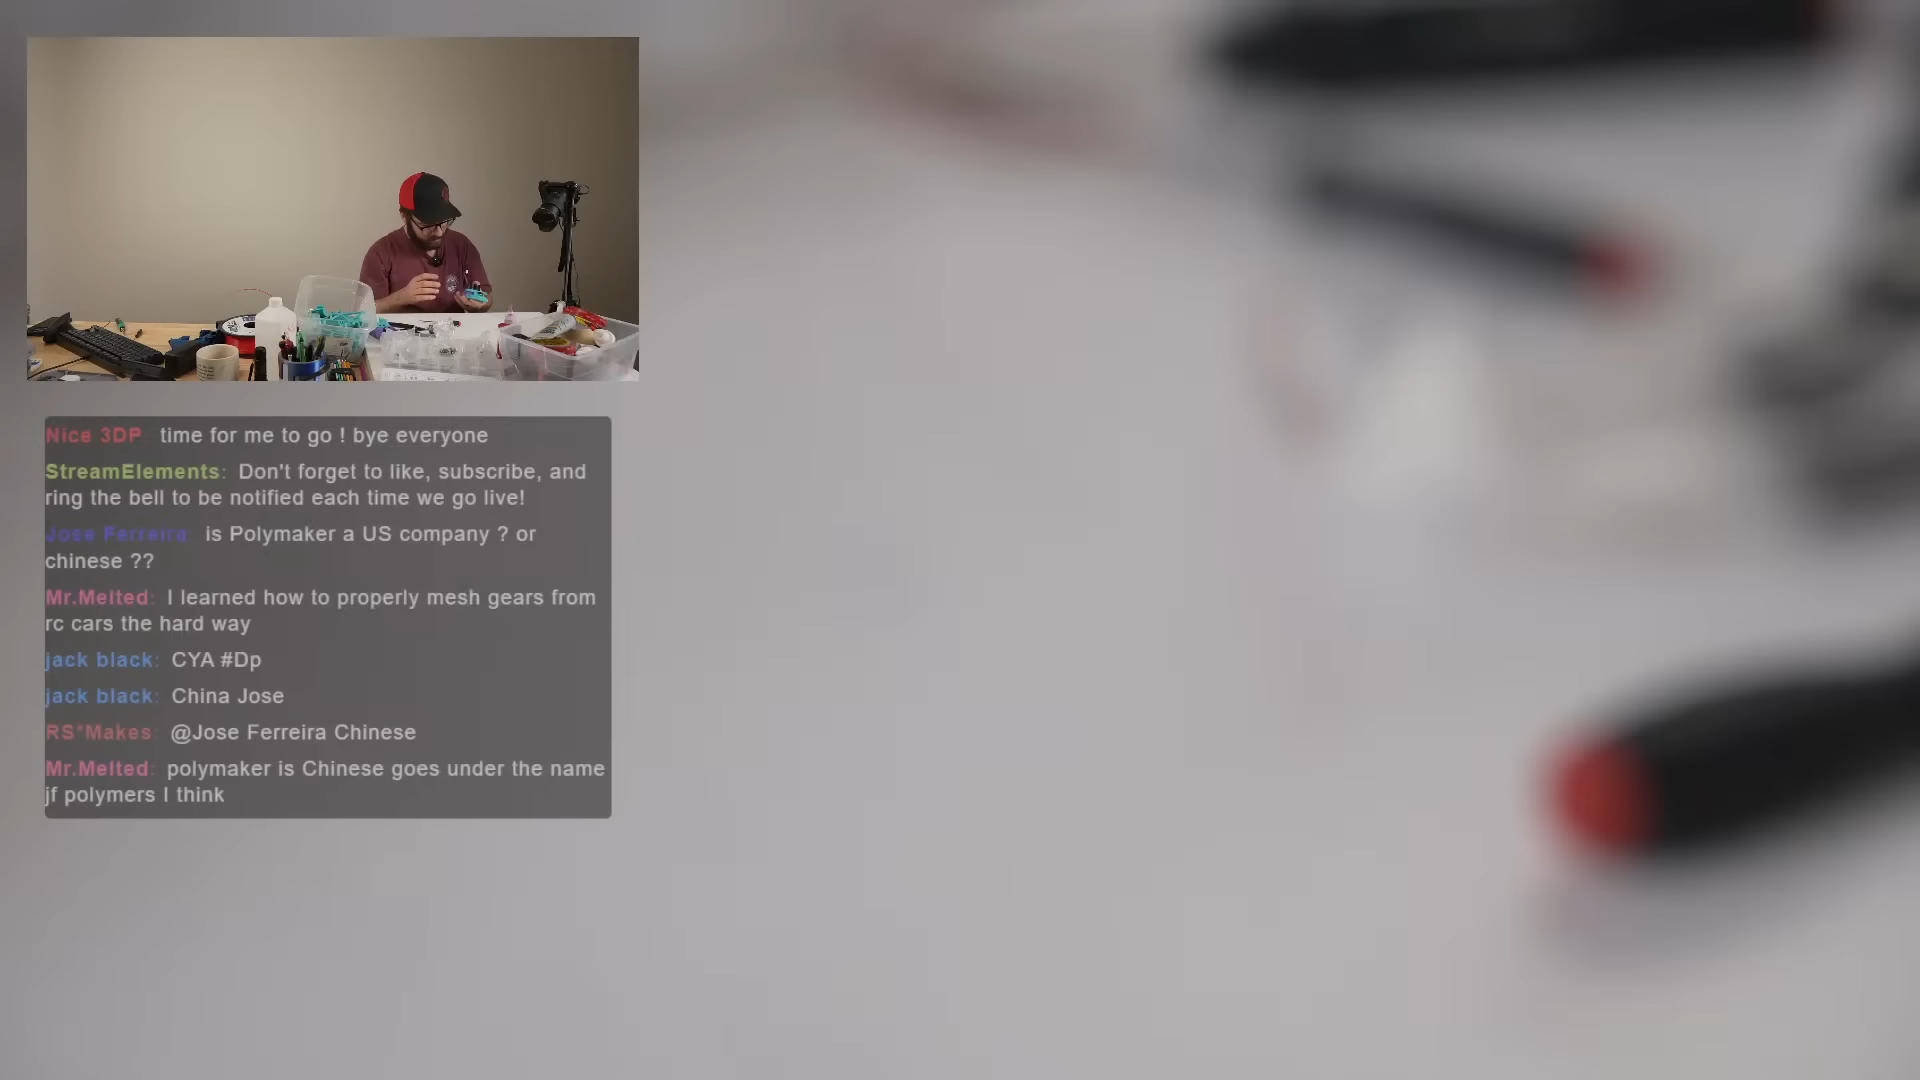 Nice 3DP: time for me to go ! bye everyone
StreamElements: Don't forget to like, subscribe, and
ring the bell to be notified each time we go live!
Jose Ferreira: is Polymaker a US company ? or
chinese ??
Mr.Melted: I learned how to properly mesh gears from
rc cars the hard way
jack black: CYA #Dp
jack black: China Jose
RS*Makes: @Jose Ferreira Chinese
Mr.Melted: polymaker is Chinese goes under the name
jf polymers I think